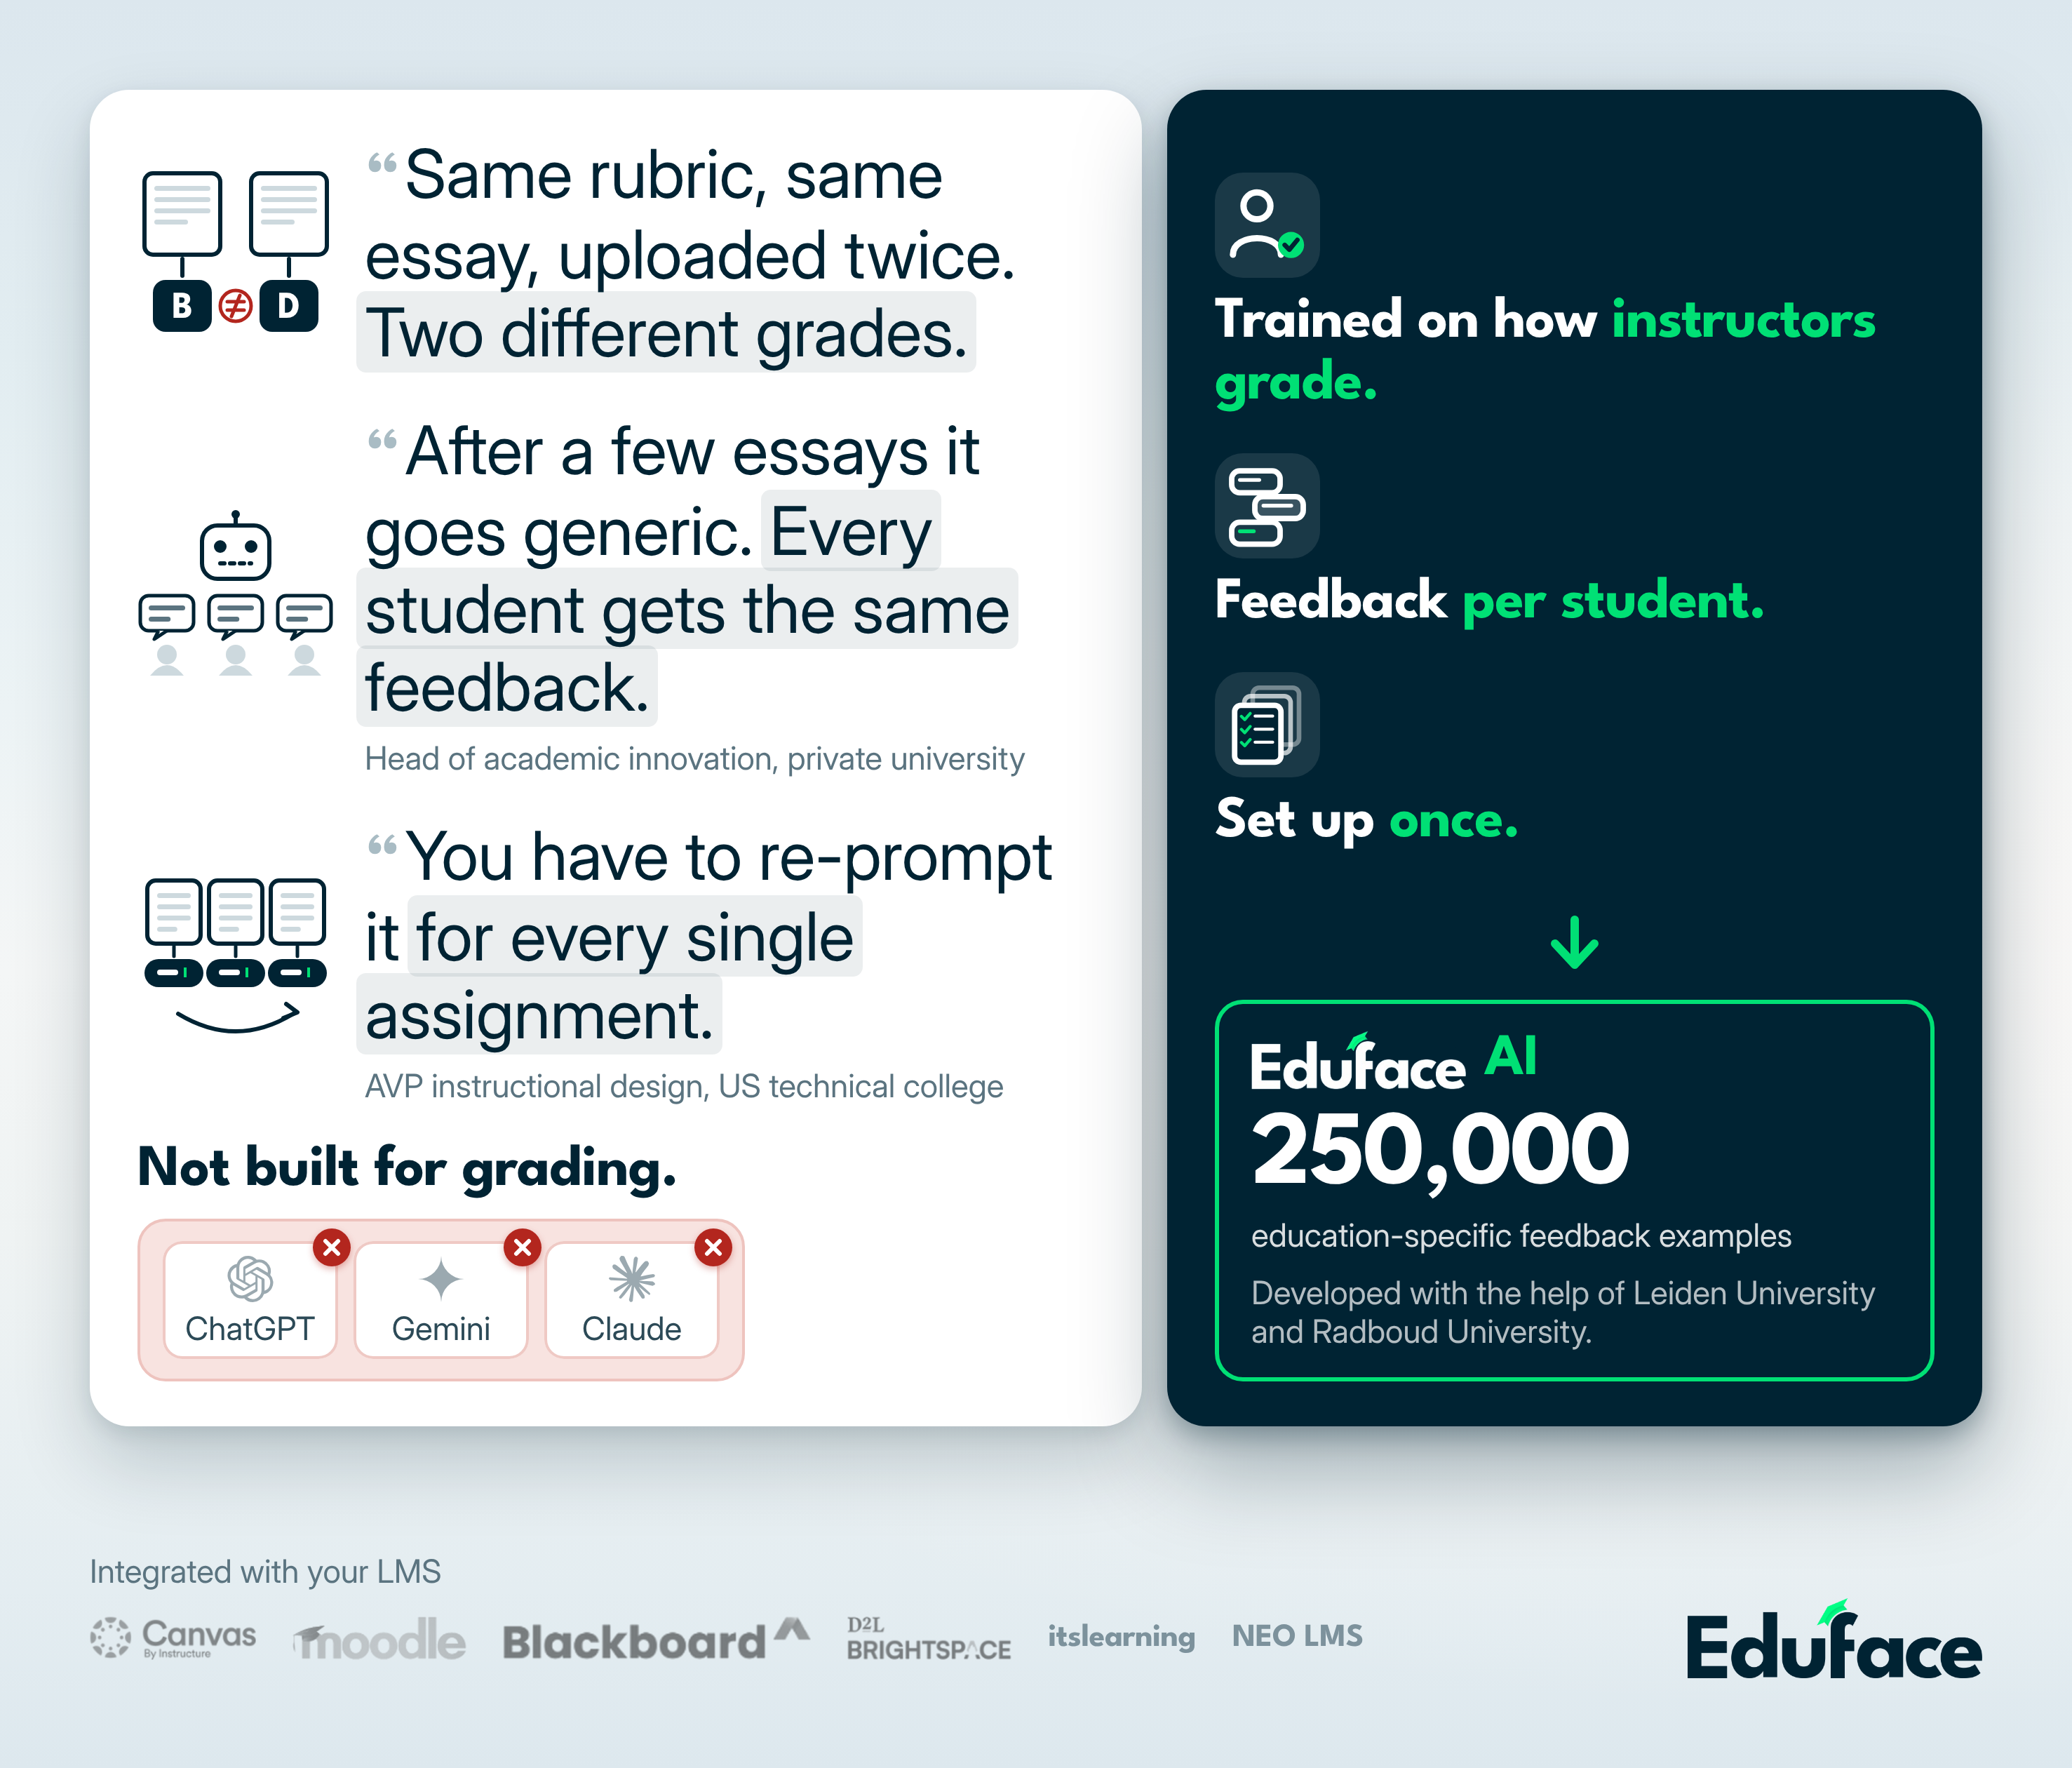 “Same rubric, same
essay, uploaded twice.
Two different grades.
B ≠ D
“After a few essays it
goes generic. Every
student gets the same
feedback.
Head of academic innovation, private university
“You have to re-prompt
it for every single
assignment.
AVP instructional design, US technical college
Not built for grading.
ChatGPT Gemini Claude
Trained on how instructors
grade.
Feedback per student.
Set up once.
Eduface AI
250,000
education-specific feedback examples
Developed with the help of Leiden University
and Radboud University.
Integrated with your LMS
Canvas
By Instructure
moodle
Blackboard
D2L
BRIGHTSPACE
itslearning
NEO LMS
Eduface